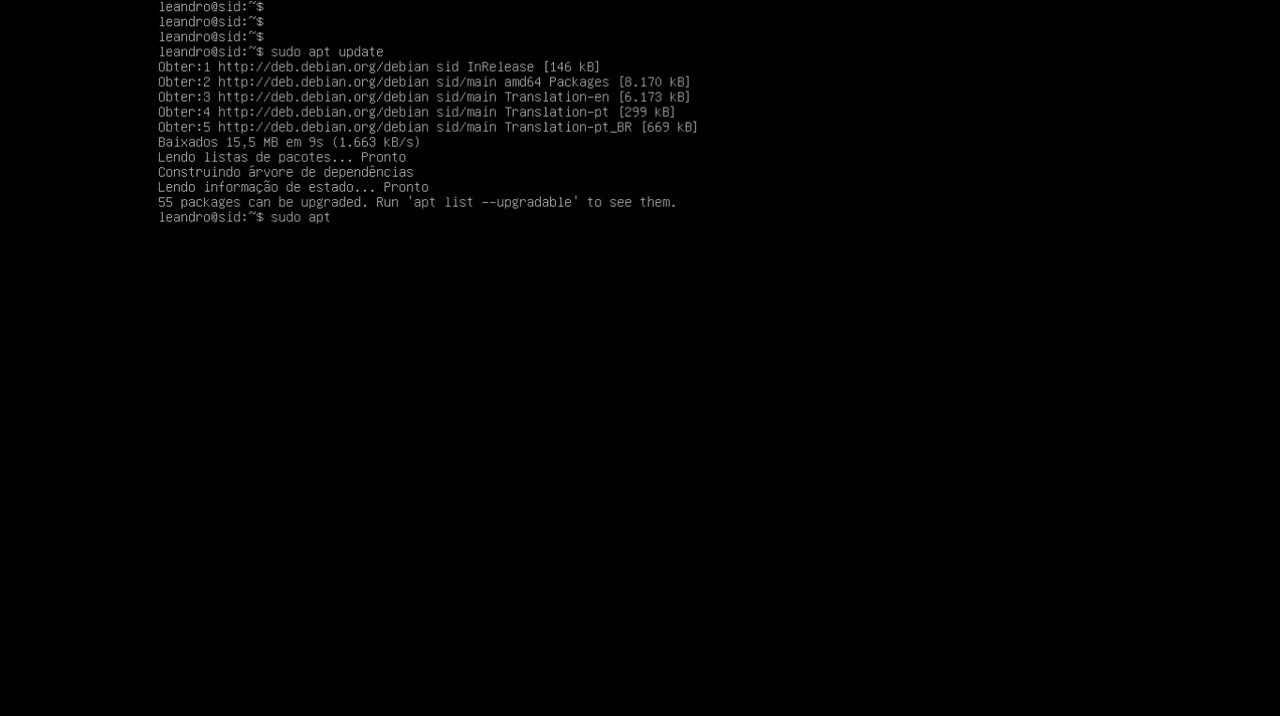 leandro@sid:~$
leandro@sid:~$
leandro@sid:~$
leandro@sid:~$ sudo apt update
Obter:1 http://deb.debian.org/debian sid InRelease [146 kB]
Obter:2 http://deb.debian.org/debian sid/main amd64 Packages [8.170 kB]
Obter:3 http://deb.debian.org/debian sid/main Translation-en [6.173 kB]
Obter:4 http://deb.debian.org/debian sid/main Translation-pt [299 kB]
Obter:5 http://deb.debian.org/debian sid/main Translation-pt_BR [669 kB]
Baixados 15,5 MB em 9s (1.663 kB/s)
Lendo listas de pacotes... Pronto
Construindo árvore de dependências
Lendo informação de estado... Pronto
55 packages can be upgraded. Run 'apt list --upgradable' to see them.
leandro@sid:~$ sudo apt